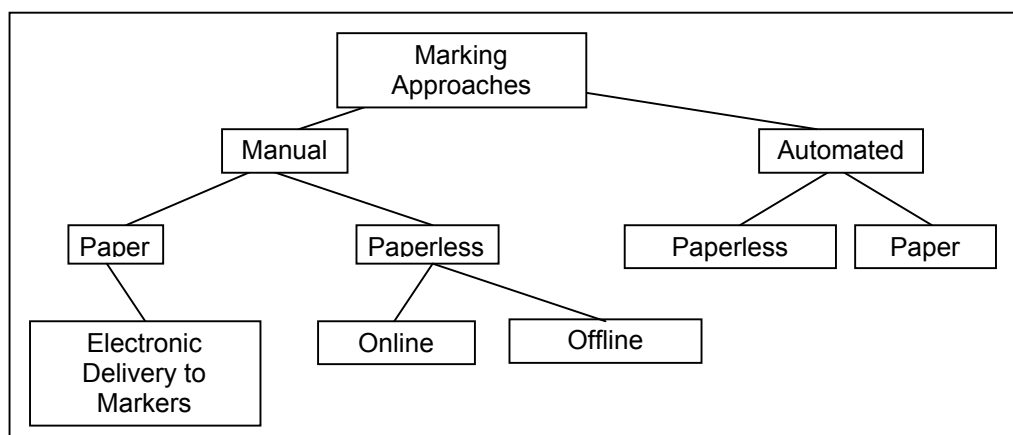 Marking
Approaches
Manual
Automated
Paper
Paperless
Paperless
Paper
Electronic
Delivery to
Markers
Online
Offline